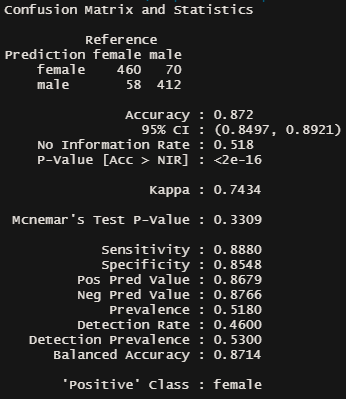 Confusion Matrix and Statistics
Reference
Prediction female male
female 460 70
male 58 412
Accuracy : 0.872
95% CI : (0.8497, 0.8921)
No Information Rate : 0.518
P-Value [Acc > NIR] : <2e-16
Kappa : 0.7434
Mcnemar's Test P-Value : 0.3309
Sensitivity : 0.8880
Specificity : 0.8548
Pos Pred Value : 0.8679
Neg Pred Value : 0.8766
Prevalence : 0.5180
Detection Rate : 0.4600
Detection Prevalence : 0.5300
Balanced Accuracy : 0.8714
'Positive' Class : female